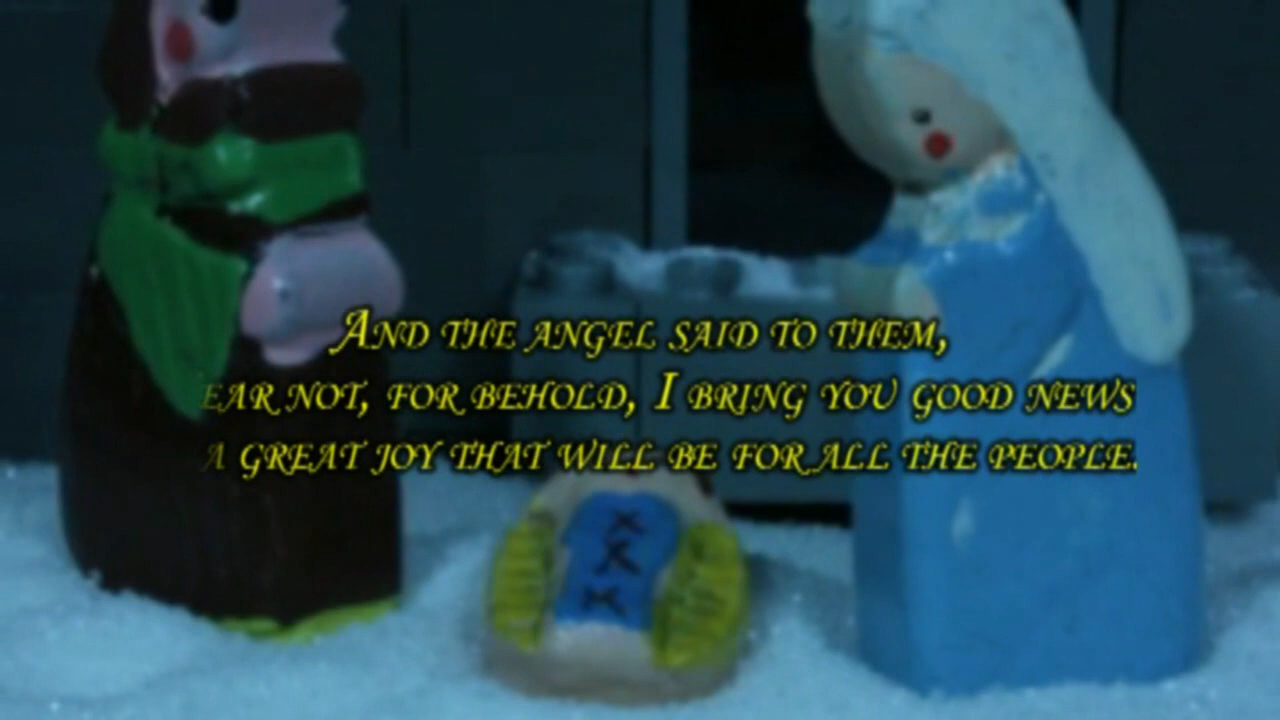 And the angel said to them,
ear not, for behold, I bring you good news
a great joy that will be for all the people.